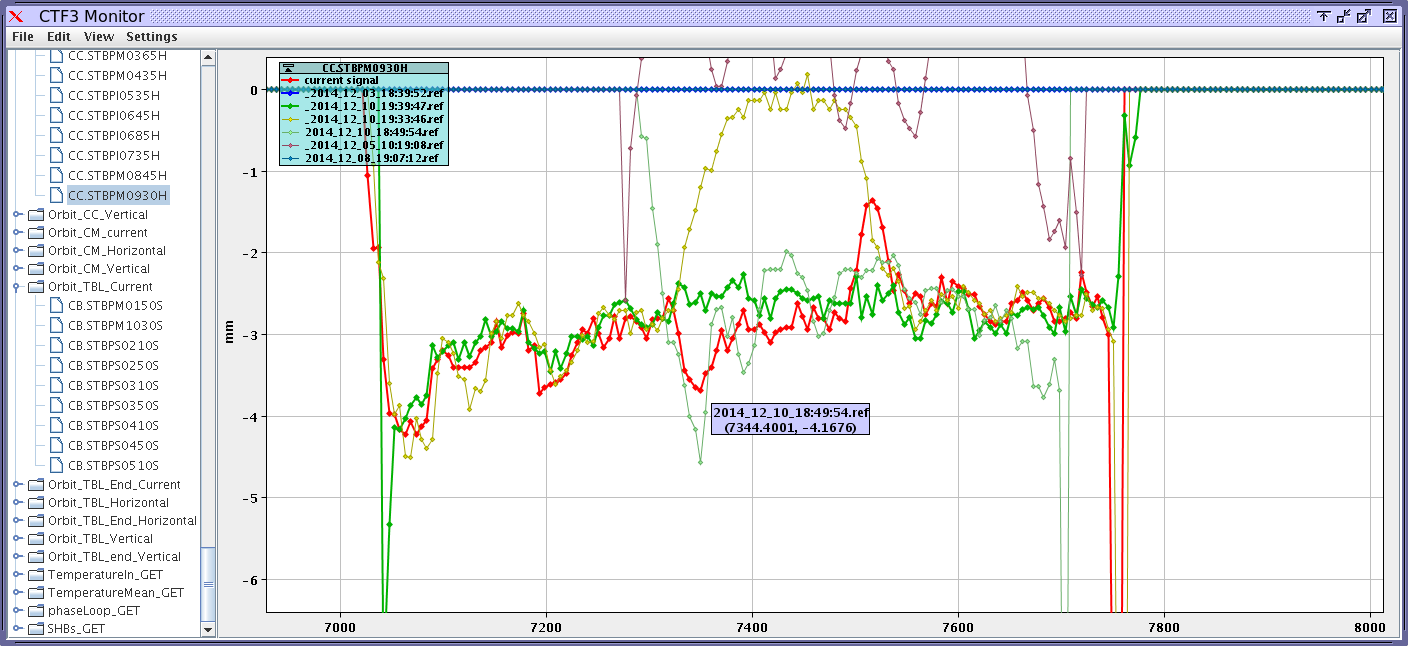 CTF3 Monitor
File Edit View Settings
CC.STBPM0365H
CC.STBPM0435H
CC.STBPI0535H
CC.STBPI0645H
CC.STBPI0685H
CC.STBPI0735H
CC.STBPM0845H
CC.STBPM0930H
Orbit_CC_Vertical
Orbit_CM_current
Orbit_CM_Horizontal
Orbit_CM_Vertical
Orbit_TBL_Current
CB.STBPM0150S
CB.STBPM1030S
CB.STBPS0210S
CB.STBPS0250S
CB.STBPS0310S
CB.STBPS0350S
CB.STBPS0410S
CB.STBPS0450S
CB.STBPS0510S
Orbit_TBL_End_Current
Orbit_TBL_Horizontal
Orbit_TBL_End_Horizontal
Orbit_TBL_Vertical
Orbit_TBL_end_Vertical
TemperatureIn_GET
TemperatureMean_GET
phaseLoop_GET
SHBs_GET
CC.STBPM0930H
current signal
_2014_12_03_18:39:52.ref
_2014_12_10_9:39:47.ref
_2014_12_10_19:33:46.ref
2014_12_10_18:49:54.ref
_2014_12_05_10:19:08.ref
2014_12_08_19:07:12.ref
0
-1
-2
-3
-4
-5
-6
mm
2014_12_10_18:49:54.ref
(7344.4001, -4.1676)
7000 7200 7400 7600 7800 8000